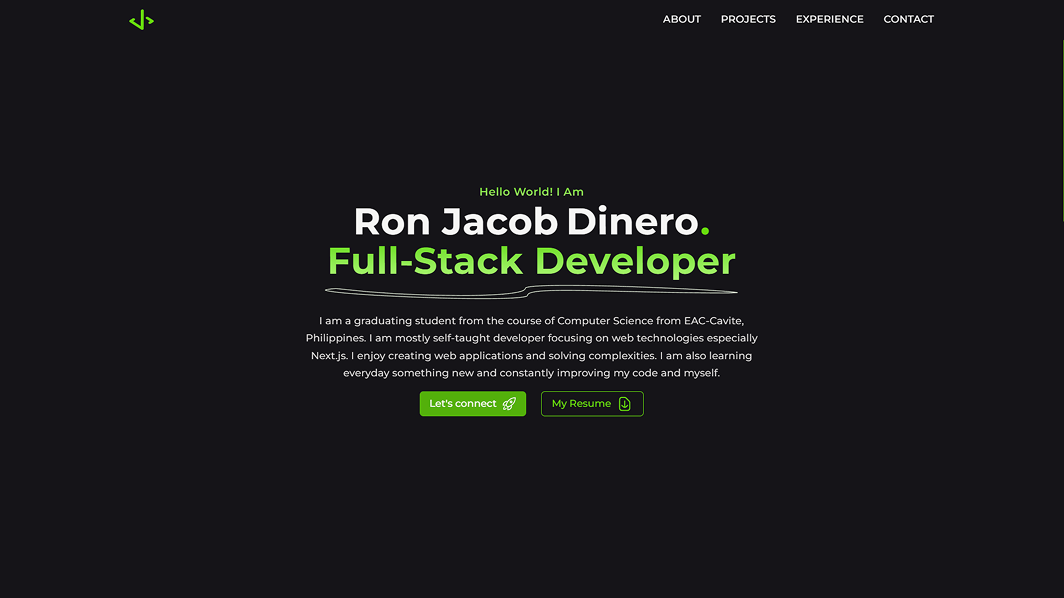 ABOUT PROJECTS EXPERIENCE CONTACT
Hello World! I Am
Ron Jacob Dinero.
Full-Stack Developer
I am a graduating student from the course of Computer Science from EAC-Cavite,
Philippines. I am mostly self-taught developer focusing on web technologies especially
Next.js. I enjoy creating web applications and solving complexities. I am also learning
everyday something new and constantly improving my code and myself.
Let's connect My Resume